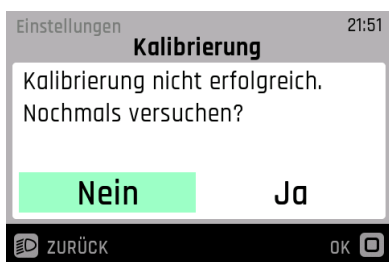 Einstellungen 21:51
Kalibrierung
Kalibrierung nicht erfolgreich.
Nochmals versuchen?
Nein Ja
ZURÜCK OK